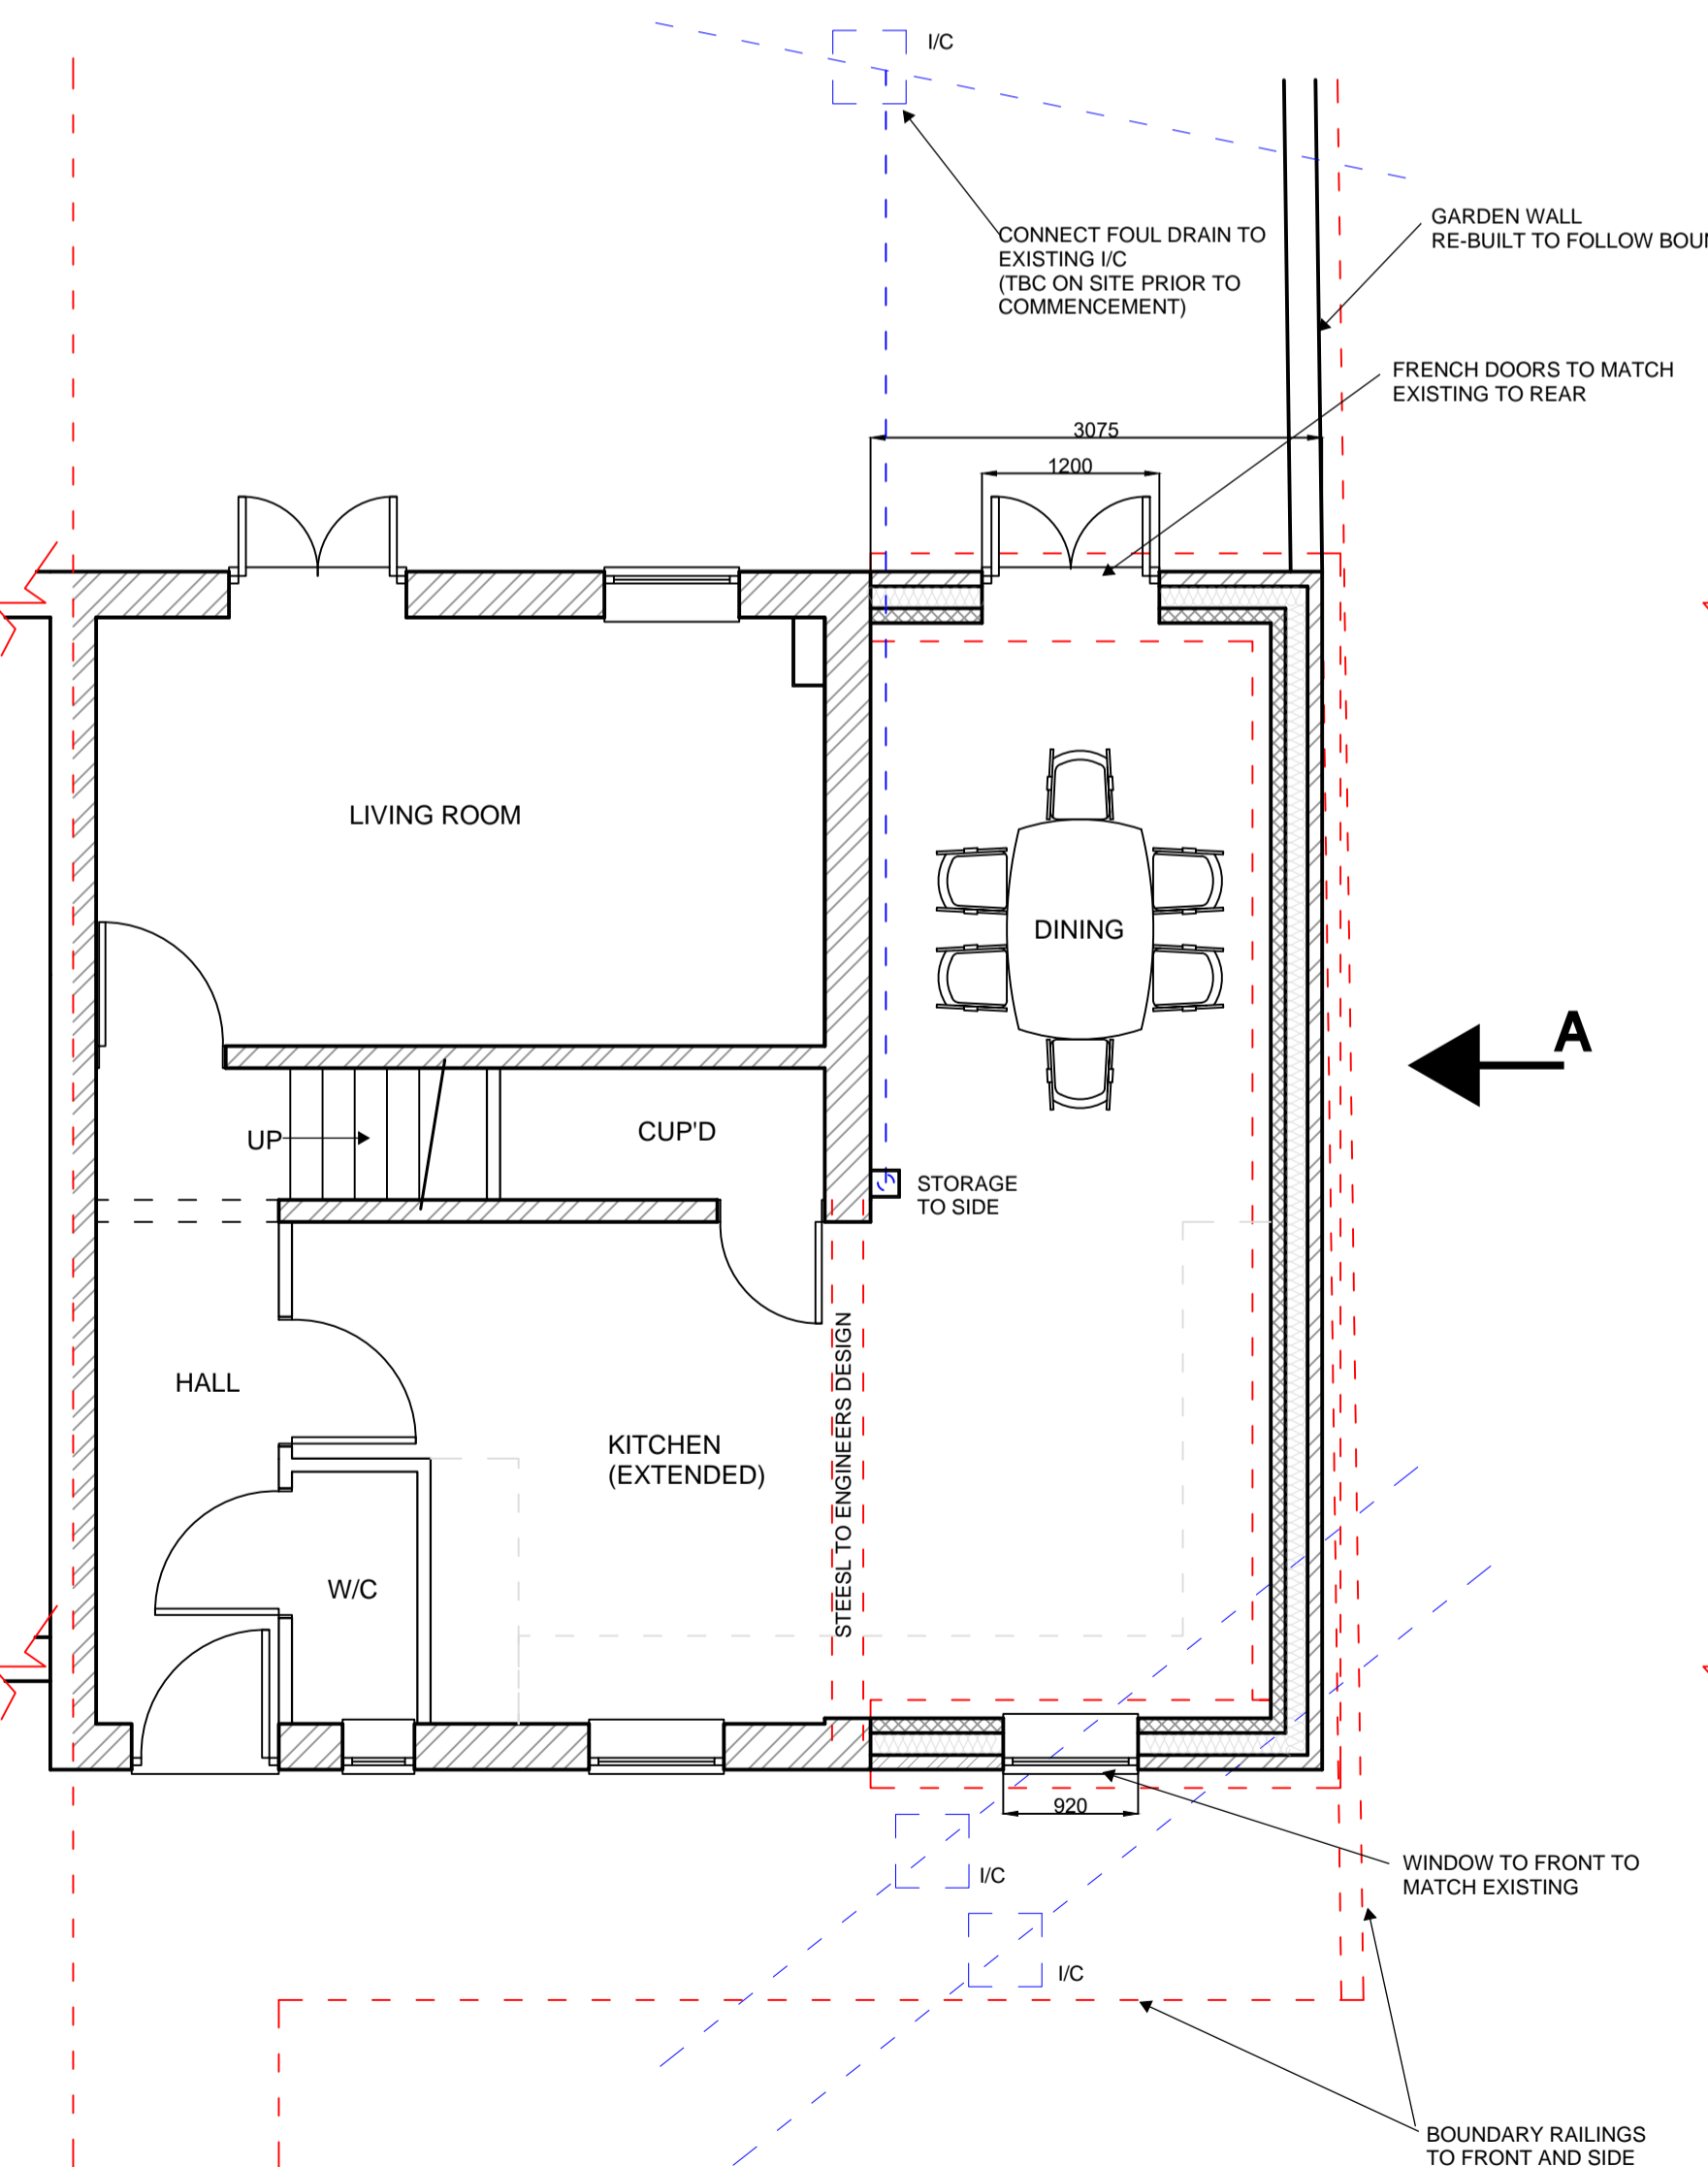 I/C
CONNECT FOUL DRAIN TO
EXISTING I/C
(TBC ON SITE PRIOR TO
COMMENCEMENT)
GARDEN WALL
RE-BUILT TO FOLLOW
FRENCH DOORS TO MATCH
EXISTING TO REAR
3075
1200
LIVING ROOM
DINING
A
UP
CUP'D
STORAGE
TO SIDE
HALL
KITCHEN
(EXTENDED)
STEESL TO ENGINEERS DESIGN
W/C
920
WINDOW TO FRONT TO
MATCH EXISTING
I/C
I/C
BOUNDARY RAILINGS
TO FRONT AND SIDE